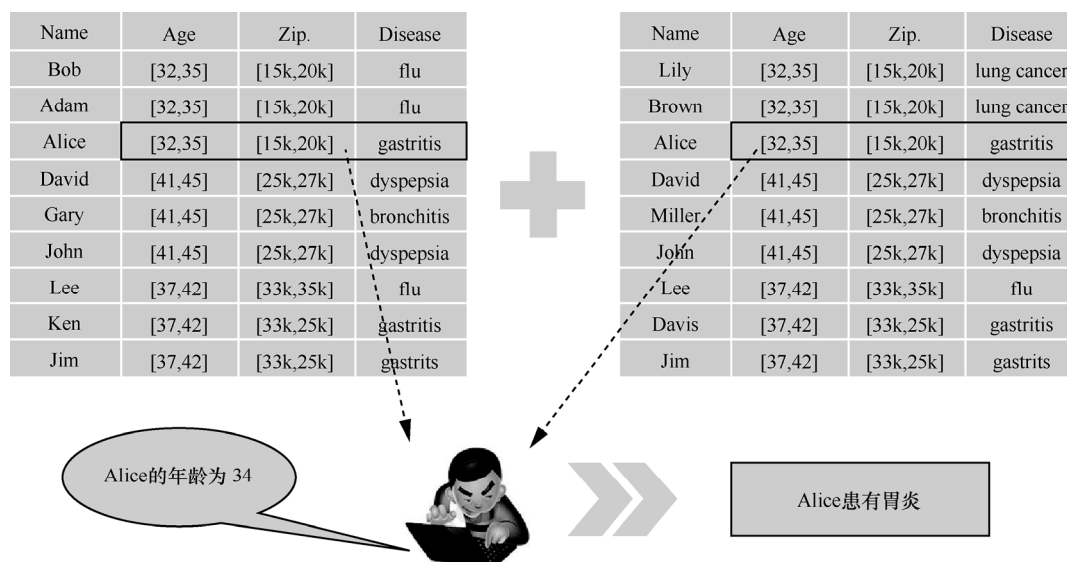 Name Age Zip. Disease
Bob [32,35] [15k,20k] flu
Adam [32,35] [15k,20k] flu
Alice [32,35] [15k,20k] gastritis
David [41,45] [25k,27k] dyspepsia
Gary [41,45] [25k,27k] bronchitis
John [41,45] [25k,27k] dyspepsia
Lee [37,42] [33k,35k] flu
Ken [37,42] [33k,25k] gastritis
Jim [37,42] [33k,25k] gastrits
Name Age Zip. Disease
Lily [32,35] [15k,20k] lung cancer
Brown [32,35] [15k,20k] lung cancer
Alice [32,35] [15k,20k] gastritis
David [41,45] [25k,27k] dyspepsia
Miller [41,45] [25k,27k] bronchitis
John [41,45] [25k,27k] dyspepsia
Lee [37,42] [33k,35k] flu
Davis [37,42] [33k,25k] gastritis
Jim [37,42] [33k,25k] gastrits
Alice的年龄为 34
Alice患有胃炎